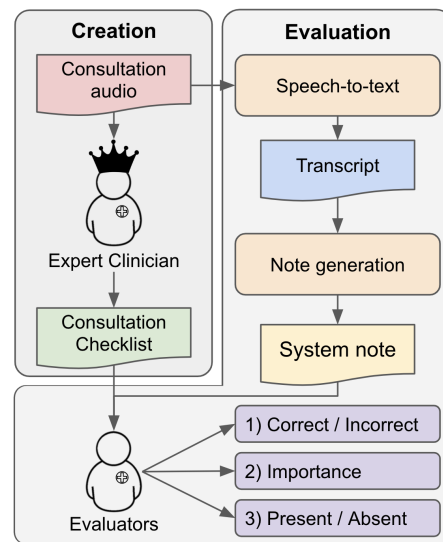 Creation
Consultation
audio
Expert Clinician
Consultation
Checklist
Evaluation
Speech-to-text
Transcript
Note generation
System note
Evaluators
1) Correct / Incorrect
2) Importance
3) Present / Absent